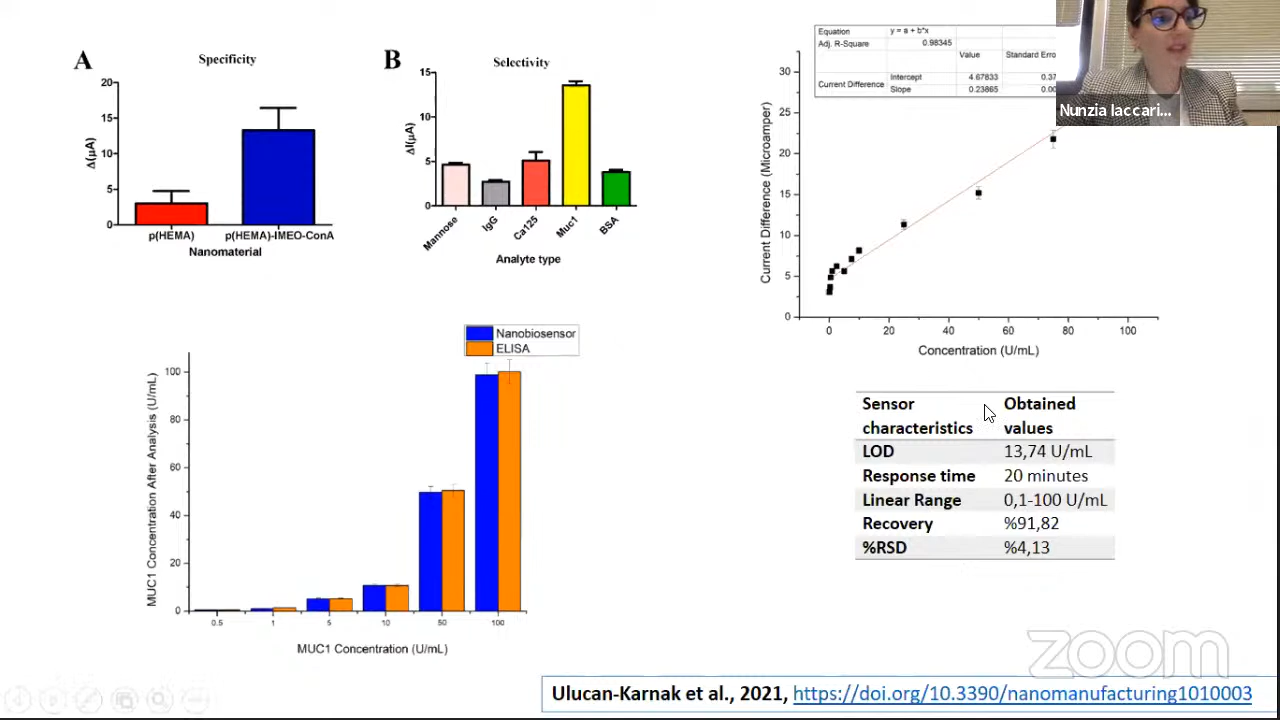 A
Specificity
Δ(μA)
20
15
10
5
0
p(HEMA)
p(HEMA)-IMEO-ConA
Nanomaterial
B
Selectivity
ΔI(μA)
15
10
5
0
Mannose
IgG
Ca125
Muc1
BSA
Analyte type
Equation y = a + b*x
Adj. R-Square 0.98345
Value Standard Erro
Current Difference Intercept 4.67833 0.37
Slope 0.23865 0.00
Current Difference (Microamper)
30
25
20
15
10
5
0
0 20 40 60 80 100
Concentration (U/mL)
Nunzia Iaccari...
Nanobiosensor
ELISA
MUC1 Concentration After Analysis (U/mL)
100
80
60
40
20
0
0.5 1 5 10 50 100
MUC1 Concentration (U/mL)
Sensor characteristics Obtained values
LOD 13,74 U/mL
Response time 20 minutes
Linear Range 0,1-100 U/mL
Recovery %91,82
%RSD %4,13
zoom
Ulucan-Karnak et al., 2021, https://doi.org/10.3390/nanomanufacturing1010003